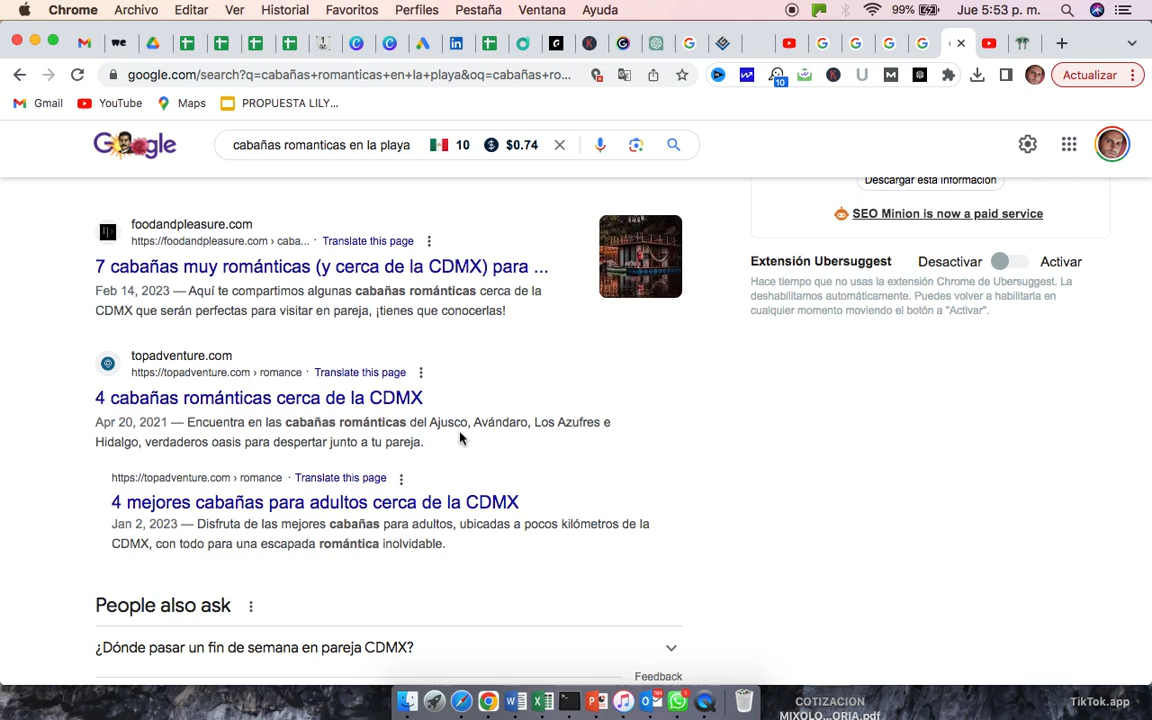 Chrome Archivo Editar Ver Historial Favoritos Perfiles Pestaña Ventana Ayuda 99% Jue 5:53 p. m.
google.com/search?q=cabañas+romanticas+en+la+playa&oq=cabañas+ro... 10 Actualizar
Gmail YouTube Maps PROPUESTA LILY...
Google cabañas romanticas en la playa 10 $0.74
Descargar esta información
foodandpleasure.com
https://foodandpleasure.com › caba... · Translate this page
SEO Minion is now a paid service
7 cabañas muy románticas (y cerca de la CDMX) para ...
Extensión Ubersuggest Desactivar Activar
Feb 14, 2023 — Aquí te compartimos algunas cabañas románticas cerca de la
CDMX que serán perfectas para visitar en pareja, ¡tienes que conocerlas!
Hace tiempo que no usas la extensión Chrome de Ubersuggest. La
deshabilitamos automáticamente. Puedes volver a habilitarla en
cualquier momento moviendo el botón a "Activar".
topadventure.com
https://topadventure.com › romance · Translate this page
4 cabañas románticas cerca de la CDMX
Apr 20, 2021 — Encuentra en las cabañas románticas del Ajusco, Avándaro, Los Azufres e
Hidalgo, verdaderos oasis para despertar junto a tu pareja.
https://topadventure.com › romance · Translate this page
4 mejores cabañas para adultos cerca de la CDMX
Jan 2, 2023 — Disfruta de las mejores cabañas para adultos, ubicadas a pocos kilómetros de la
CDMX, con todo para una escapada romántica inolvidable.
People also ask
¿Dónde pasar un fin de semana en pareja CDMX?
Feedback
COTIZACION
MIXOLO...ORIA.pdf
TikTok.app